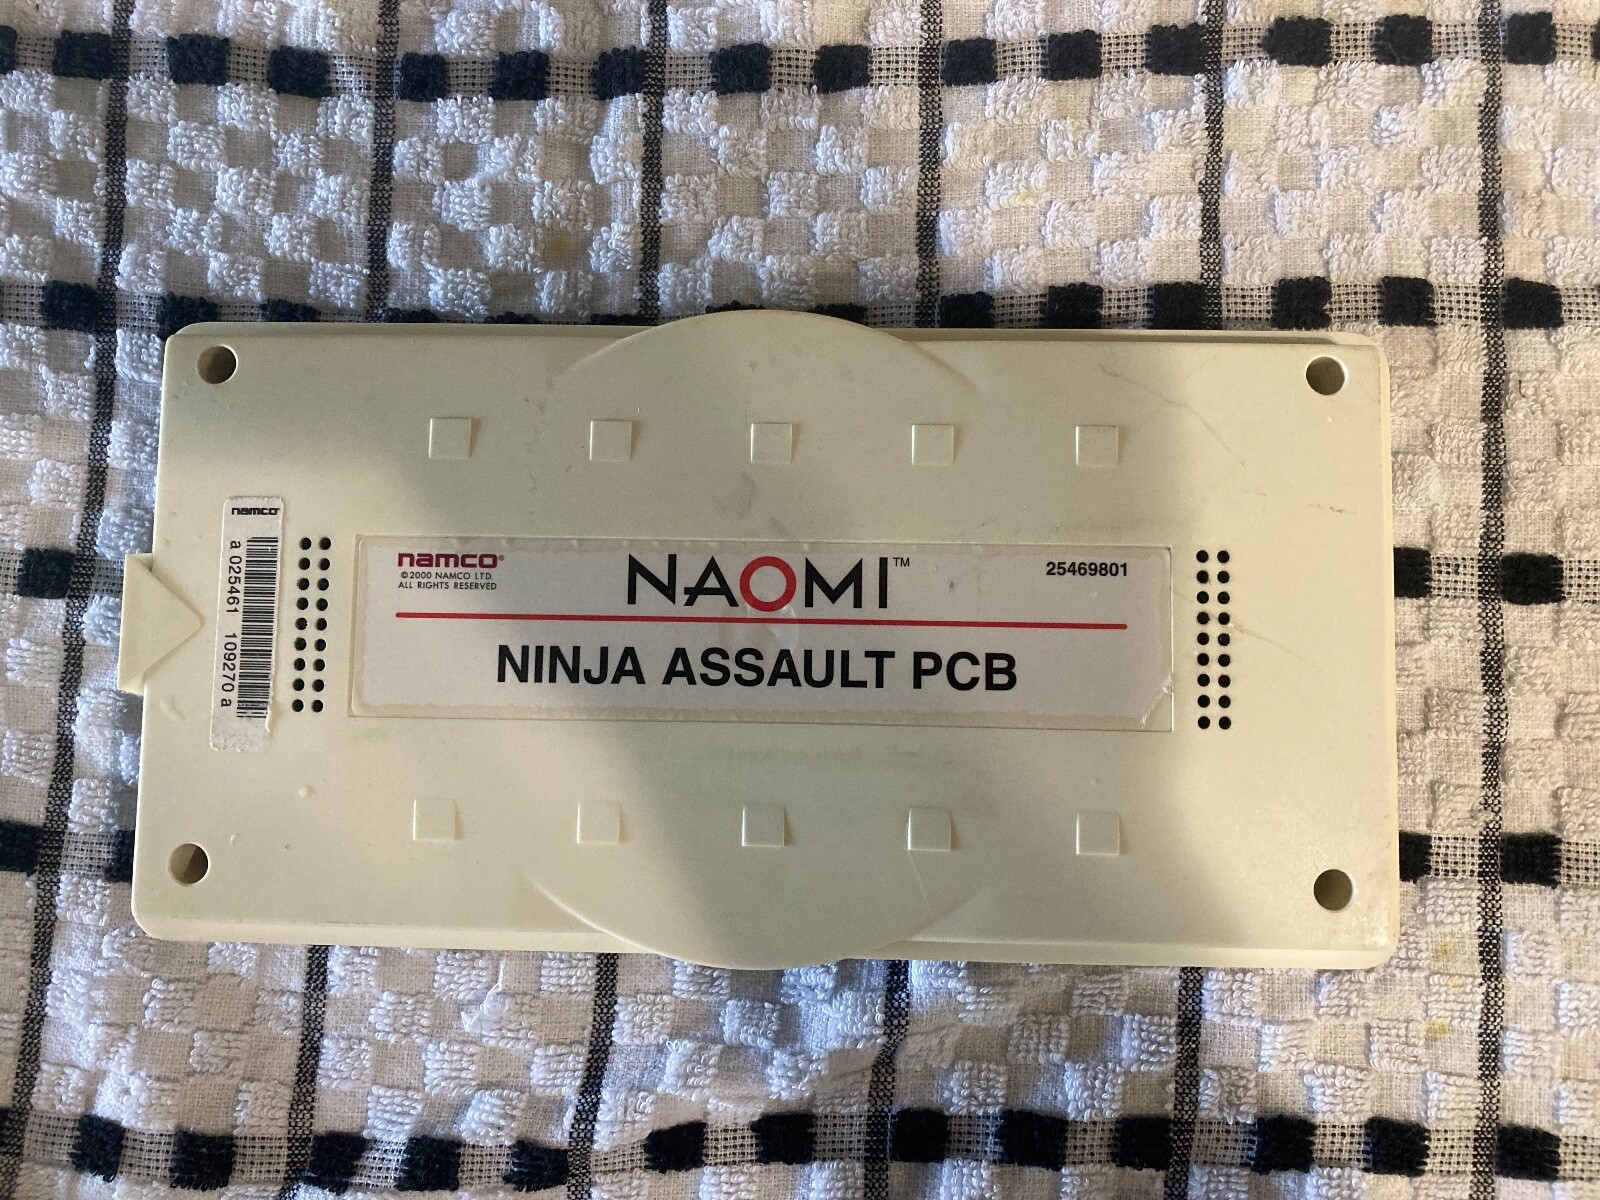 namco
a 025461 109270 a
namco®
©2000 NAMCO LTD.
ALL RIGHTS RESERVED
NAOMI™
25469801
NINJA ASSAULT PCB